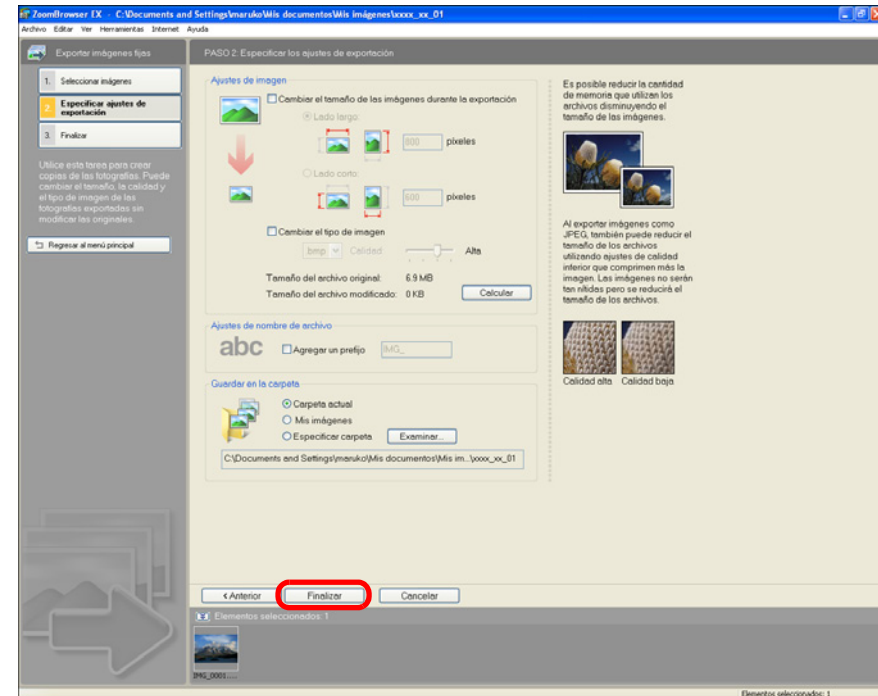 ZoomBrowser EX - C:\Documents and Settings\maruko\Mis documentos\Mis imágenes\xxxx_xx_01
Archivo Editar Ver Herramientas Internet Ayuda
Exportar imágenes fijas
PASO 2: Especificar los ajustes de exportación
1. Seleccionar imágenes
2. Especificar ajustes de
exportación
3. Finalizar
Utilice esta tarea para crear
copias de las fotografías. Puede
cambiar el tamaño, la calidad y
el tipo de imagen de las
fotografías exportadas sin
modificar las originales.
Regresar al menú principal
Ajustes de imagen
Cambiar el tamaño de las imágenes durante la exportación
Lado largo:
800 píxeles
Lado corto:
600 píxeles
Cambiar el tipo de imagen
bmp Calidad Alta
Tamaño del archivo original: 6.9 MB
Tamaño del archivo modificado: 0 KB Calcular
Ajustes de nombre de archivo
abc Agregar un prefijo IMG_
Guardar en la carpeta
Carpeta actual
Mis imágenes
Especificar carpeta Examinar...
C:\Documents and Settings\maruko\Mis documentos\Mis im...\xxxx_xx_01
Es posible reducir la cantidad
de memoria que utilizan los
archivos disminuyendo el
tamaño de las imágenes.
Al exportar imágenes como
JPEG, también puede reducir el
tamaño de los archivos
utilizando ajustes de calidad
inferior que comprimen más la
imagen. Las imágenes no serán
tan nítidas pero se reducirá el
tamaño de los archivos.
Calidad alta Calidad baja
< Anterior Finalizar Cancelar
Elementos seleccionados: 1
IMG_0001....
Elementos seleccionados: 1